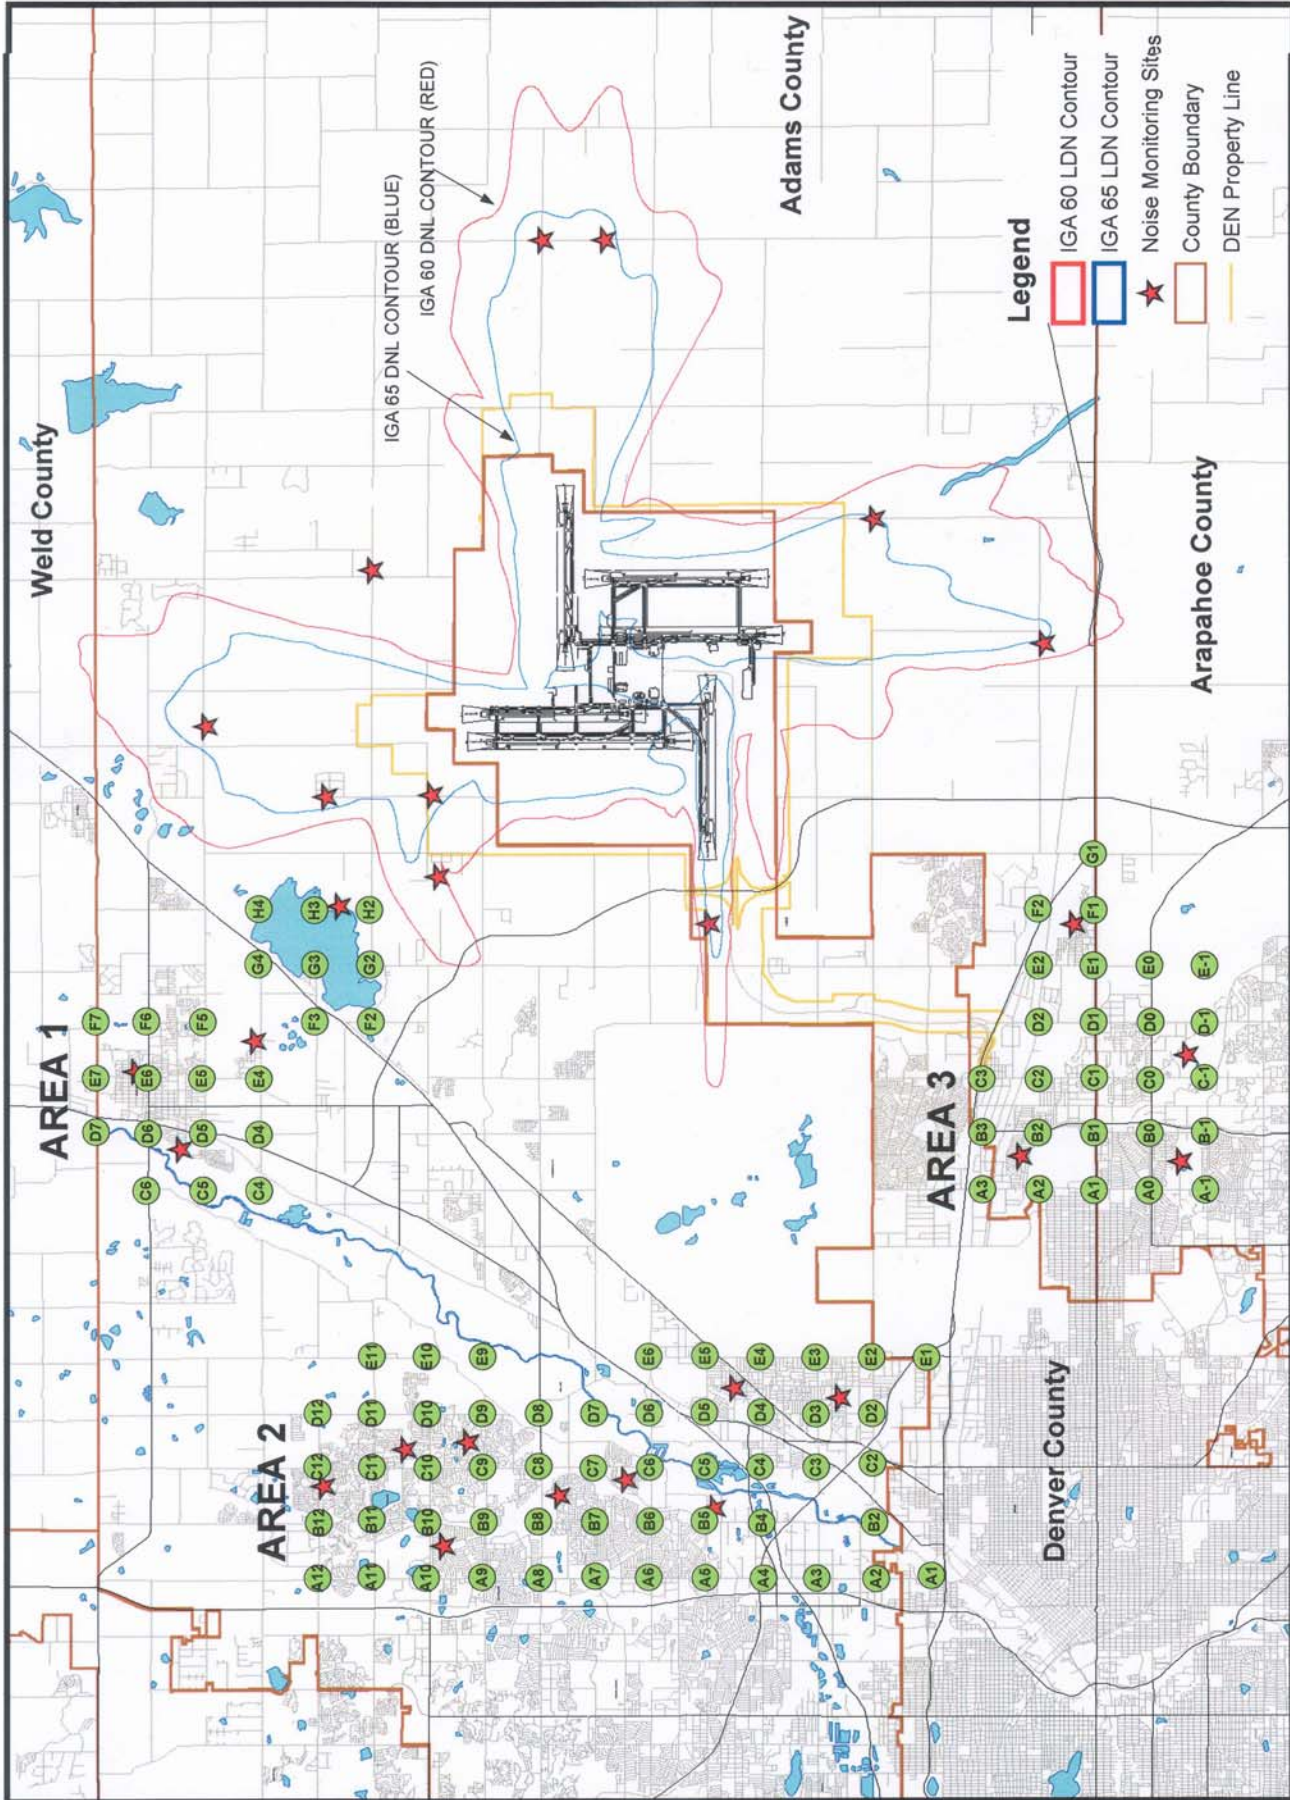 Weld County
Adams County
IGA 65 DNL CONTOUR (BLUE)
IGA 60 DNL CONTOUR (RED)
Legend
IGA 60 LDN Contour
IGA 65 LDN Contour
Noise Monitoring Sites
County Boundary
DEN Property Line
Arapahoe County
Denver County
AREA 1
D7 E7 F7
C6 D6 E6 F6
C5 D5 E5 F5
C4 D4 E4 G4 H4
F3 G3 H3
F2 G2 H2
AREA 2
A12 B12 C12 D12
A11 B11 C11 D11 E11
A10 B10 C10 D10 E10
A9 B9 C9 D9 E9
A8 B8 C8 D8
A7 B7 C7 D7
A6 B6 C6 D6 E6
A5 B5 C5 D5 E5
A4 B4 C4 D4 E4
A3 C3 D3 E3
A2 B2 C2 D2 E2
A1 E1
AREA 3
A3 B3 C3
A2 B2 C2 D2 E2 F2
A1 B1 C1 D1 E1 F1 G1
A0 B0 C0 D0 E0
A-1 B-1 C-1 D-1 E-1